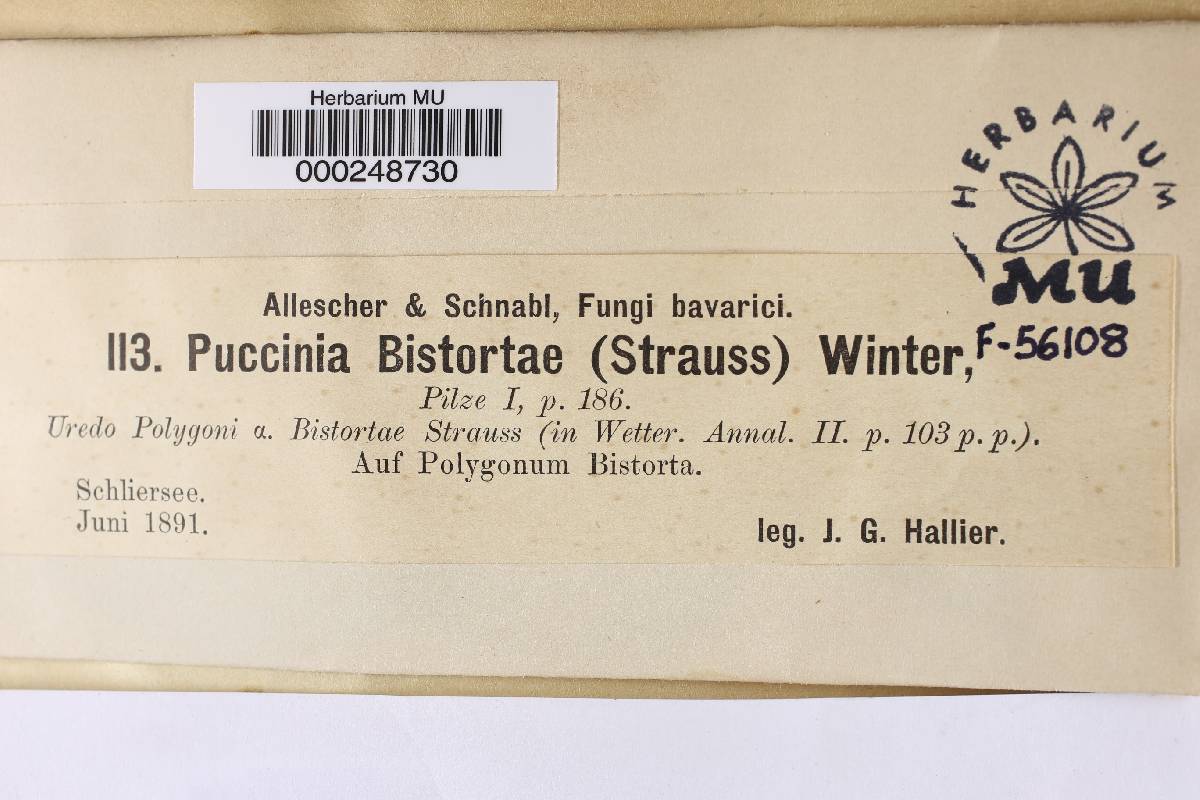 Herbarium MU
000248730
HERBARIUM
MU
F-56108
Allescher & Schnabl, Fungi bavarici.
113. Puccinia Bistortae (Strauss) Winter,
Pilze I, p. 186.
Uredo Polygoni α. Bistortae Strauss (in Wetter. Annal. II. p. 103 p. p.).
Auf Polygonum Bistorta.
Schliersee.
Juni 1891.
leg. J. G. Hallier.